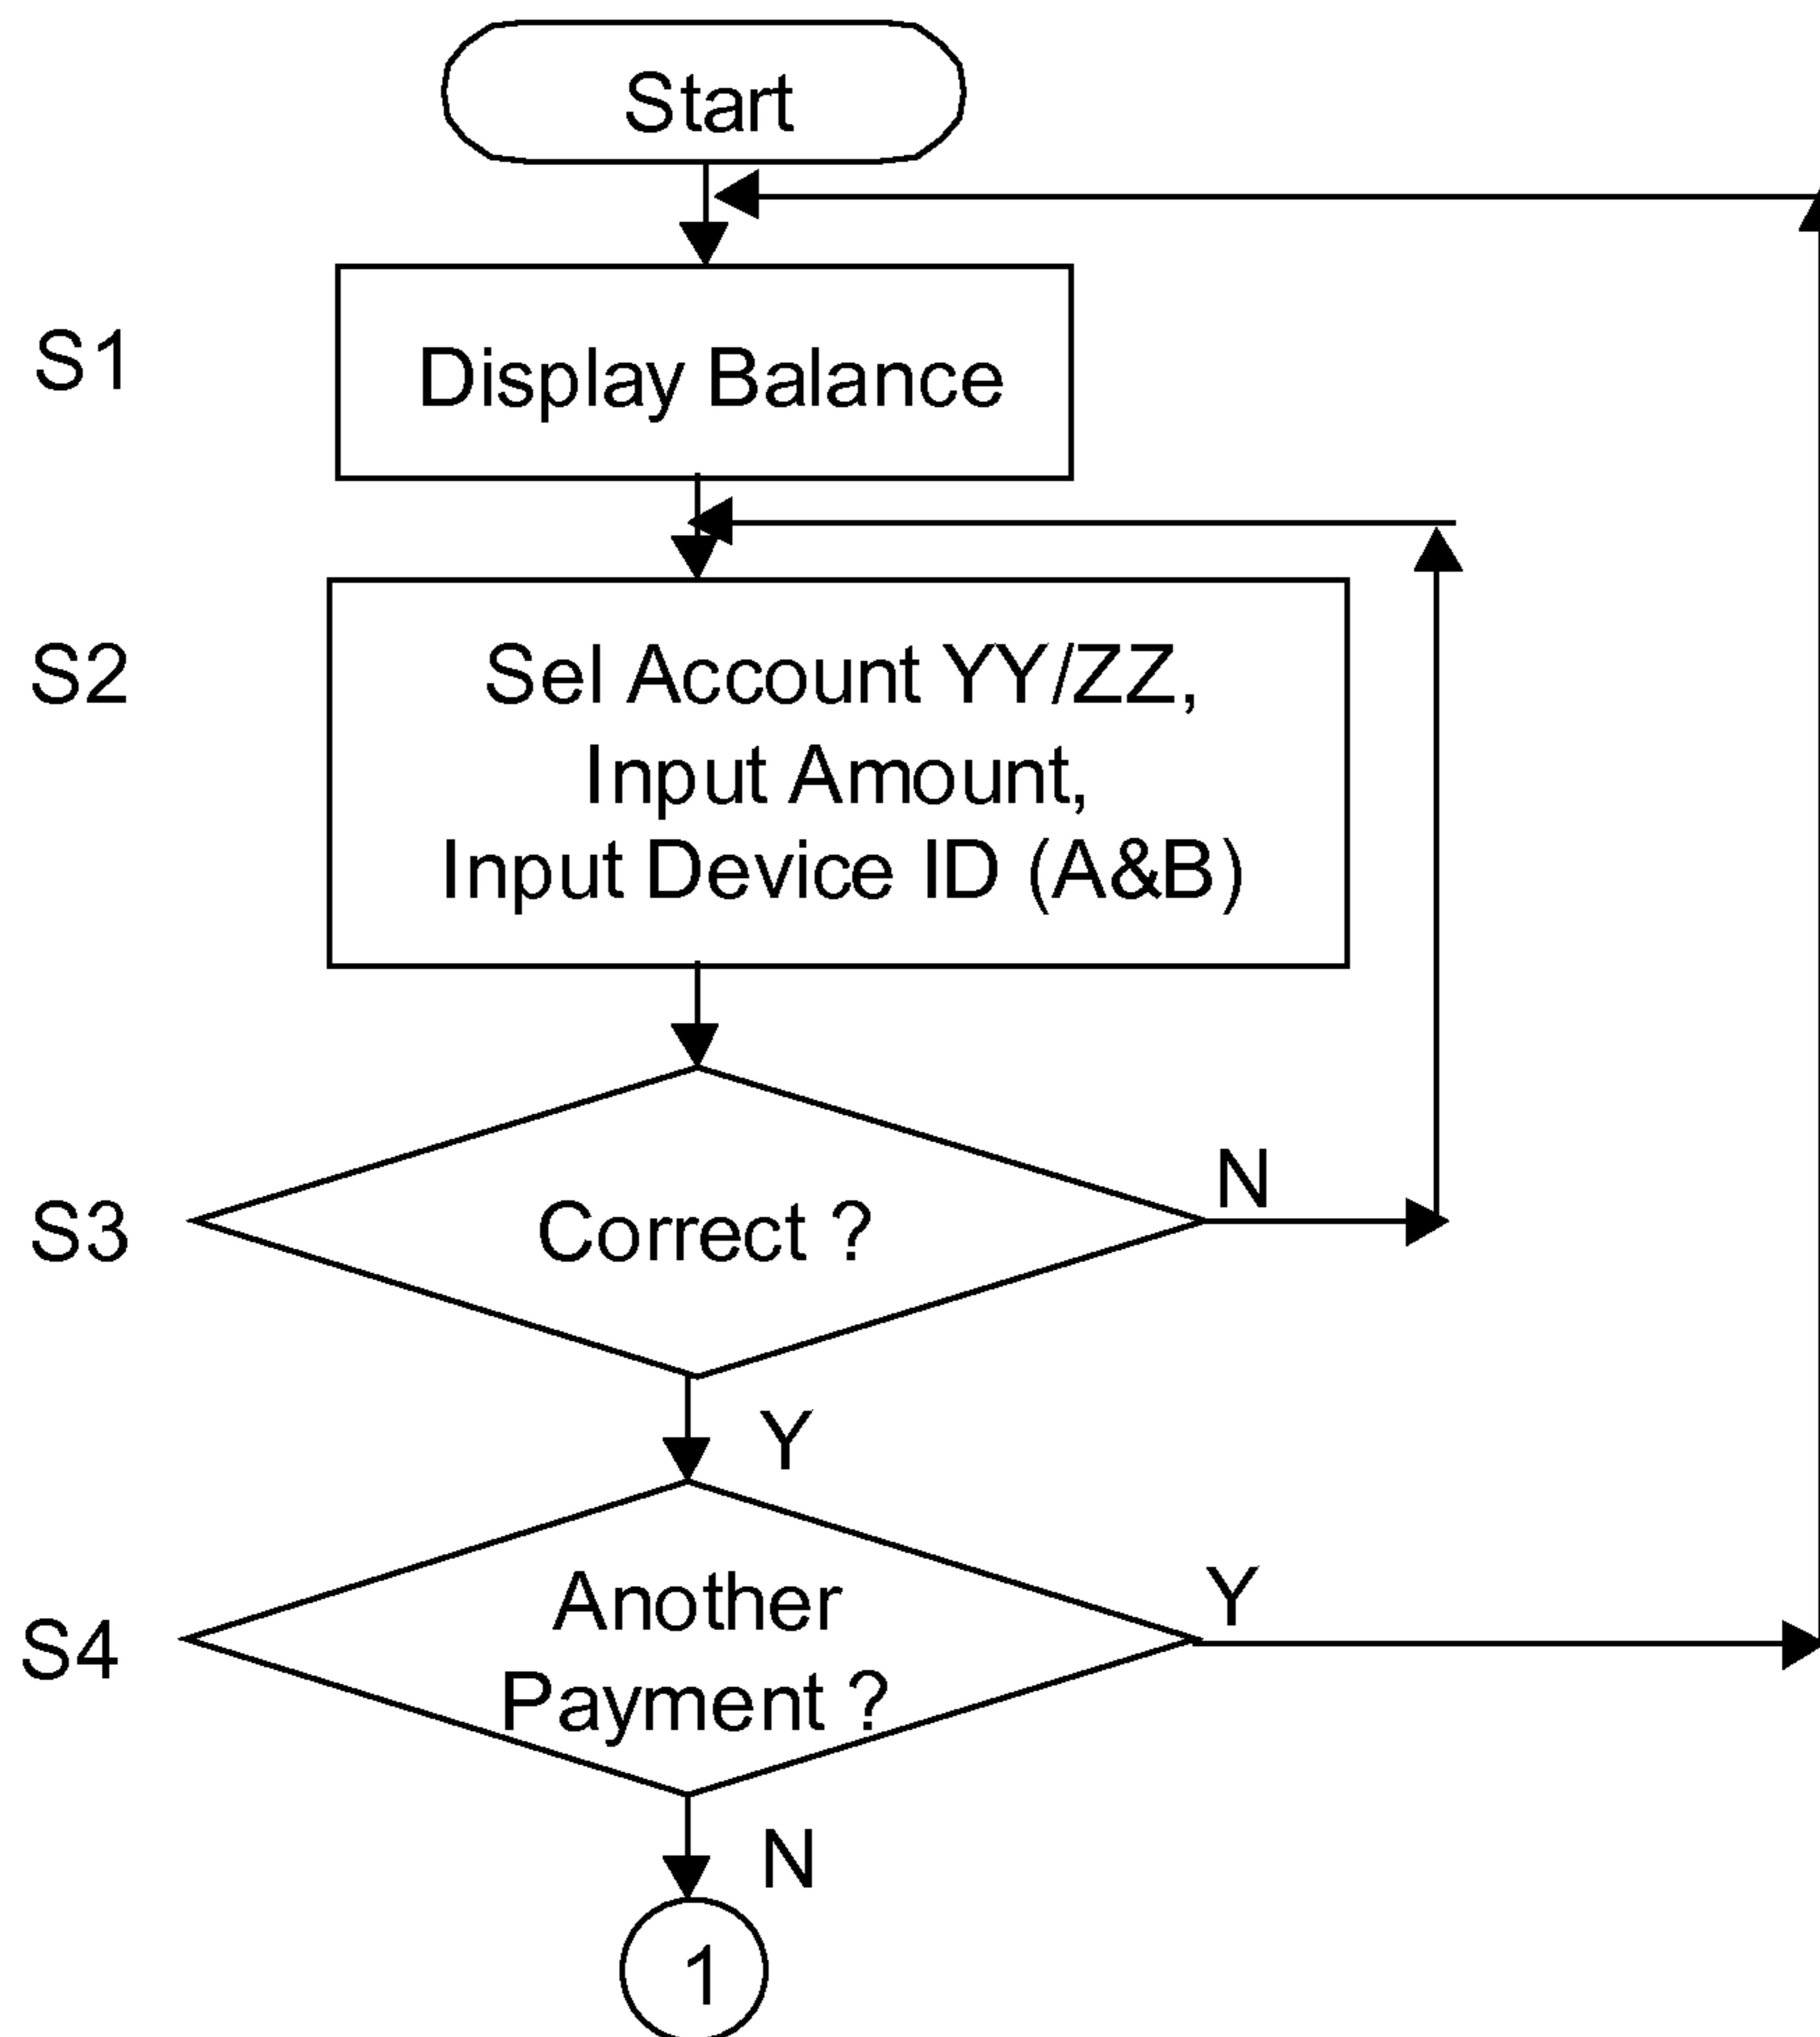 Start
S1
Display Balance
S2
Sel Account YY/ZZ,
Input Amount,
Input Device ID (A&B)
S3
Correct ?
N
Y
S4
Another
Payment ?
Y
N
1